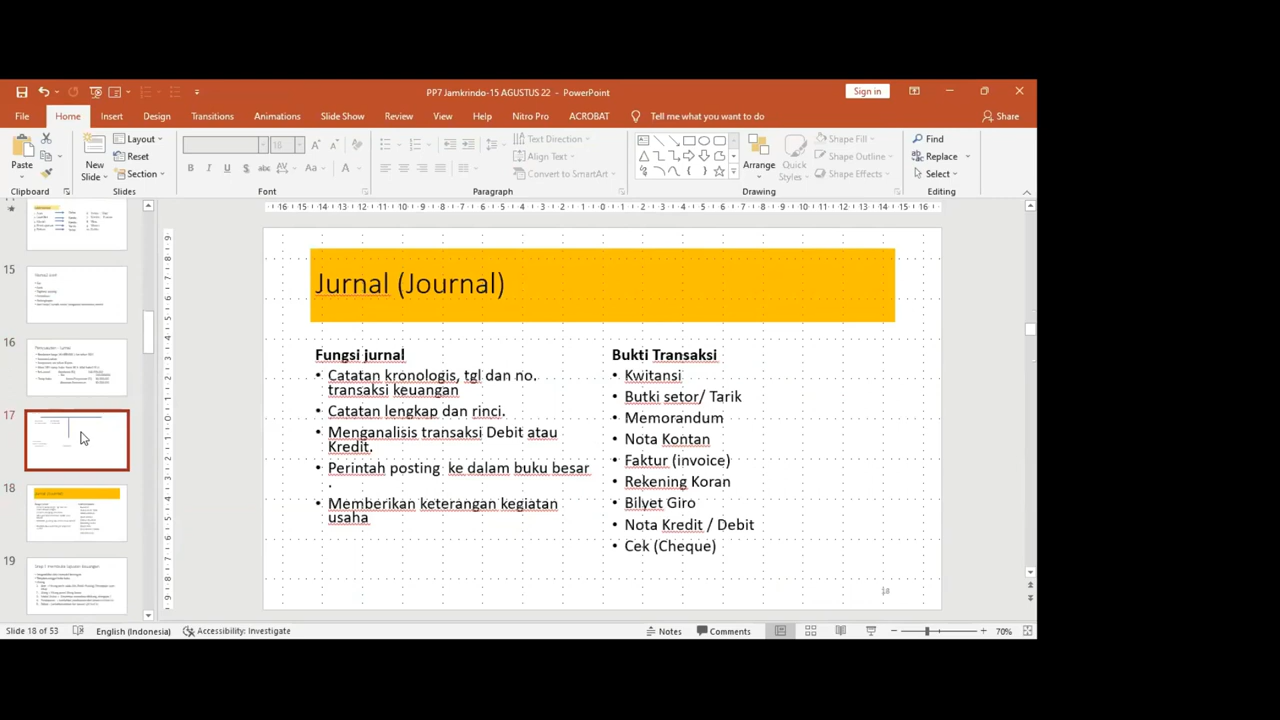 PP7 Jamkrindo-15 AGUSTUS 22 - PowerPoint
Sign in
File Home Insert Design Transitions Animations Slide Show Review View Help Nitro Pro ACROBAT Tell me what you want to do Share
Paste
New Slide
Layout
Reset
Section
18
Text Direction
Align Text
Convert to SmartArt
Arrange
Quick Styles
Shape Fill
Shape Outline
Shape Effects
Find
Replace
Select
Clipboard Slides Font Paragraph Drawing Editing
15
16
17
18
19
Jurnal (Journal)
Fungsi jurnal
• Catatan kronologis, tgl dan no.
transaksi keuangan
• Catatan lengkap dan rinci.
• Menganalisis transaksi Debit atau
Kredit.
• Perintah posting ke dalam buku besar
.
• Memberikan keterangan kegiatan
usaha
Bukti Transaksi
• Kwitansi
• Butki setor/ Tarik
• Memorandum
• Nota Kontan
• Faktur (invoice)
• Rekening Koran
• Bilyet Giro
• Nota Kredit / Debit
• Cek (Cheque)
18
Slide 18 of 53 English (Indonesia) Accessibility: Investigate Notes Comments 70%